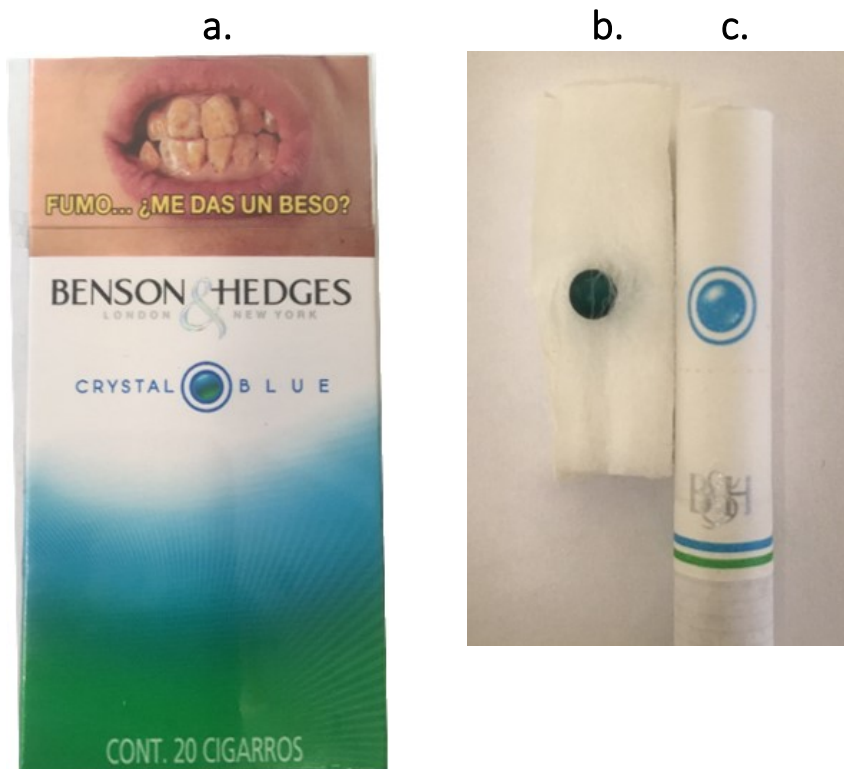 a.
b.
c.
FUMO... ¿ME DAS UN BESO?
BENSON & HEDGES
LONDON NEW YORK
CRYSTAL BLUE
CONT. 20 CIGARROS
B&H